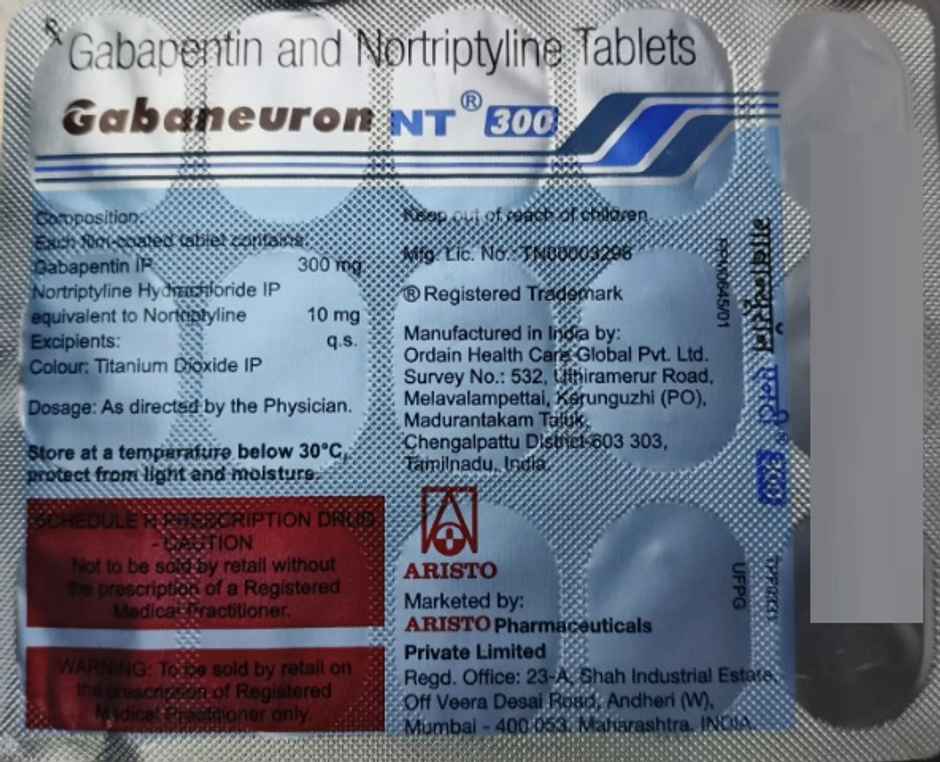 Rx Gabapentin and Nortriptyline Tablets
Gabaneuron NT® 300
Composition:
Each film-coated tablet contains:
Gabapentin IP 300 mg
Nortriptyline Hydrochloride IP
equivalent to Nortriptyline 10 mg
Excipients: q.s.
Colour: Titanium Dioxide IP
Dosage: As directed by the Physician.
Store at a temperature below 30°C,
protect from light and moisture.
SCHEDULE H PRESCRIPTION DRUG
- CAUTION
Not to be sold by retail without
the prescription of a Registered
Medical Practitioner.
WARNING: To be sold by retail on
the prescription of Registered
Medical Practitioner only.
Keep out of reach of children
Mfg. Lic. No.: TN00003296
® Registered Trademark
Manufactured in India by:
Ordain Health Care Global Pvt. Ltd.
Survey No.: 532, Uthiramerur Road,
Melavalampettai, Karunguzhi (PO),
Madurantakam Taluk,
Chengalpattu District-603 303,
Tamilnadu, India.
ARISTO
Marketed by:
ARISTO Pharmaceuticals
Private Limited
Regd. Office: 23-A, Shah Industrial Estate,
Off Veera Desai Road, Andheri (W),
Mumbai - 400 053, Maharashtra, INDIA.
UFPG
300